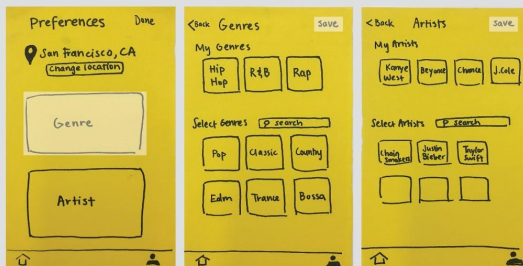 Preferences Done
San Francisco, CA
Change location
Genre
Artist
<Back Genres save
My Genres
Hip Hop R&B Rap
Select Genres search
Pop Classic Country
Edm Trance Bossa
<Back Artists save
My Artists
Kanye West Beyone Chance J.Cole
Select Artists search
Chain Smokers Justin Bieber Taylor Swift